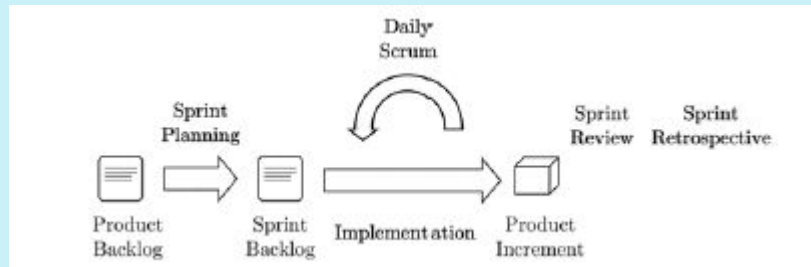 Daily
Scrum
Sprint
Planning
Sprint
Review
Sprint
Retrospective
Product
Backlog
Sprint
Backlog
Implementation
Product
Increment